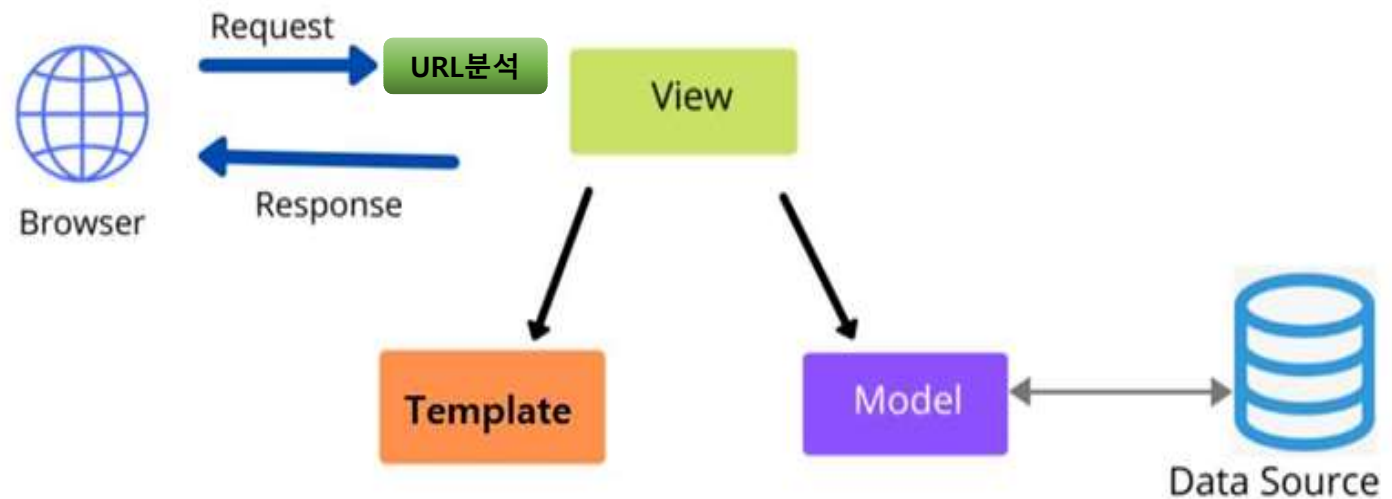 Request
URL분석
View
Response
Browser
Template
Model
Data Source